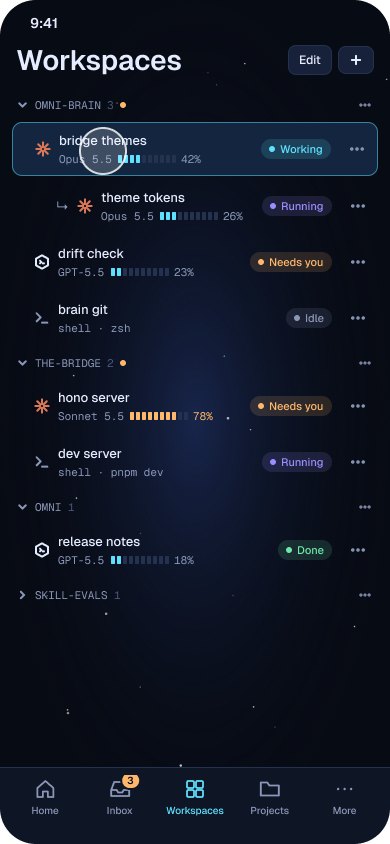 9:41
Workspaces
Edit
+
OMNI-BRAIN 3
bridge themes
Opus 5.5 42%
Working
theme tokens
Opus 5.5 26%
Running
drift check
GPT-5.5 23%
Needs you
brain git
shell · zsh
Idle
THE-BRIDGE 2
hono server
Sonnet 5.5 78%
Needs you
dev server
shell · pnpm dev
Running
OMNI 1
release notes
GPT-5.5 18%
Done
SKILL-EVALS 1
3
Home
Inbox
Workspaces
Projects
More